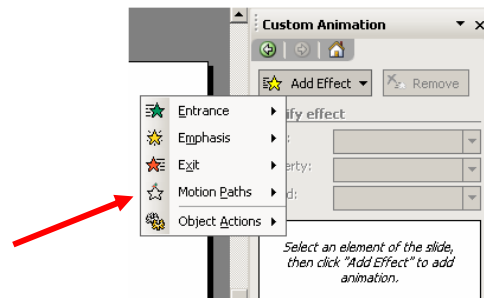 Custom Animation
Add Effect
Remove
ify effect
Entrance
Emphasis
:
Exit
erty:
Motion Paths
d:
Object Actions
Select an element of the slide,
then click "Add Effect" to add
animation.